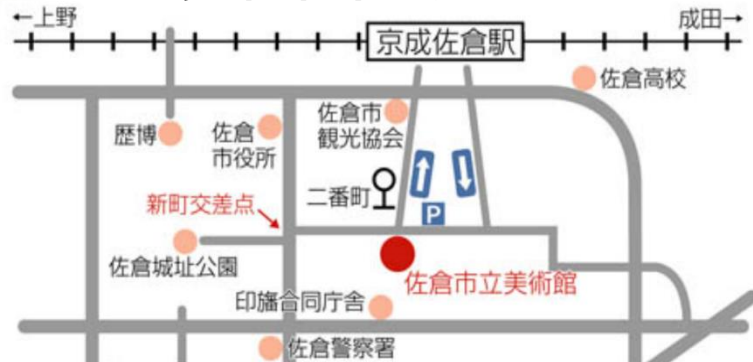 ←上野
成田→
京成佐倉駅
佐倉高校
歴博
佐倉
市役所
佐倉市
観光協会
二番町
P
新町交差点
佐倉城址公園
佐倉市立美術館
印旛合同庁舎
佐倉警察署